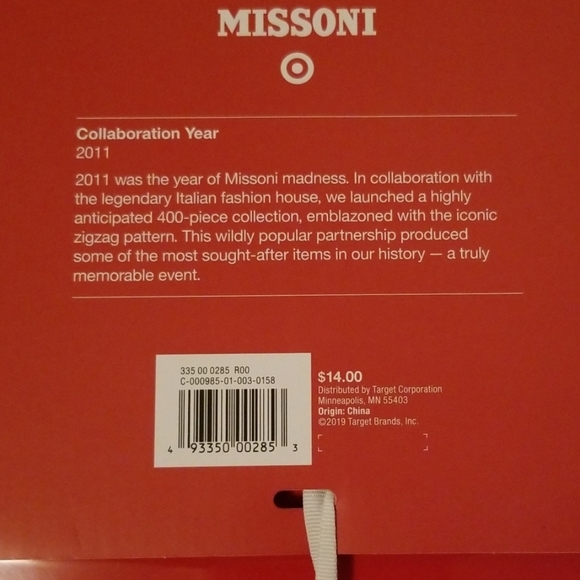 MISSONI
Collaboration Year
2011
2011 was the year of Missoni madness. In collaboration with
the legendary Italian fashion house, we launched a highly
anticipated 400-piece collection, emblazoned with the iconic
zigzag pattern. This wildly popular partnership produced
some of the most sought-after items in our history — a truly
memorable event.
335 00 0285 R00
C-000985-01-003-0158
4 93350 00285 3
$14.00
Distributed by Target Corporation
Minneapolis, MN 55403
Origin: China
©2019 Target Brands, Inc.